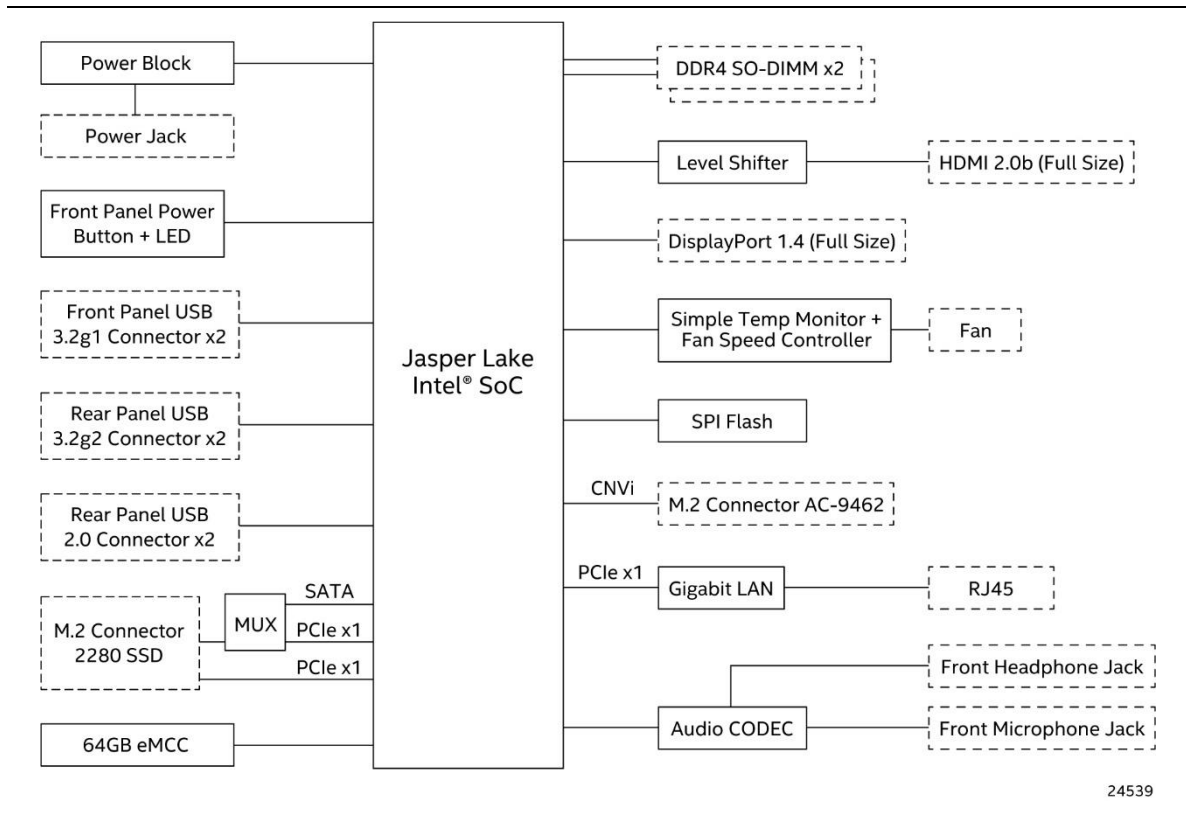 Power Block
Power Jack
Front Panel Power
Button + LED
Front Panel USB
3.2g1 Connector x2
Rear Panel USB
3.2g2 Connector x2
Rear Panel USB
2.0 Connector x2
M.2 Connector
2280 SSD
MUX
SATA
PCIe x1
PCIe x1
64GB eMCC
Jasper Lake
Intel® SoC
DDR4 SO-DIMM x2
Level Shifter
HDMI 2.0b (Full Size)
DisplayPort 1.4 (Full Size)
Simple Temp Monitor +
Fan Speed Controller
Fan
SPI Flash
CNVi
M.2 Connector AC-9462
PCIe x1
Gigabit LAN
RJ45
Front Headphone Jack
Audio CODEC
Front Microphone Jack
24539